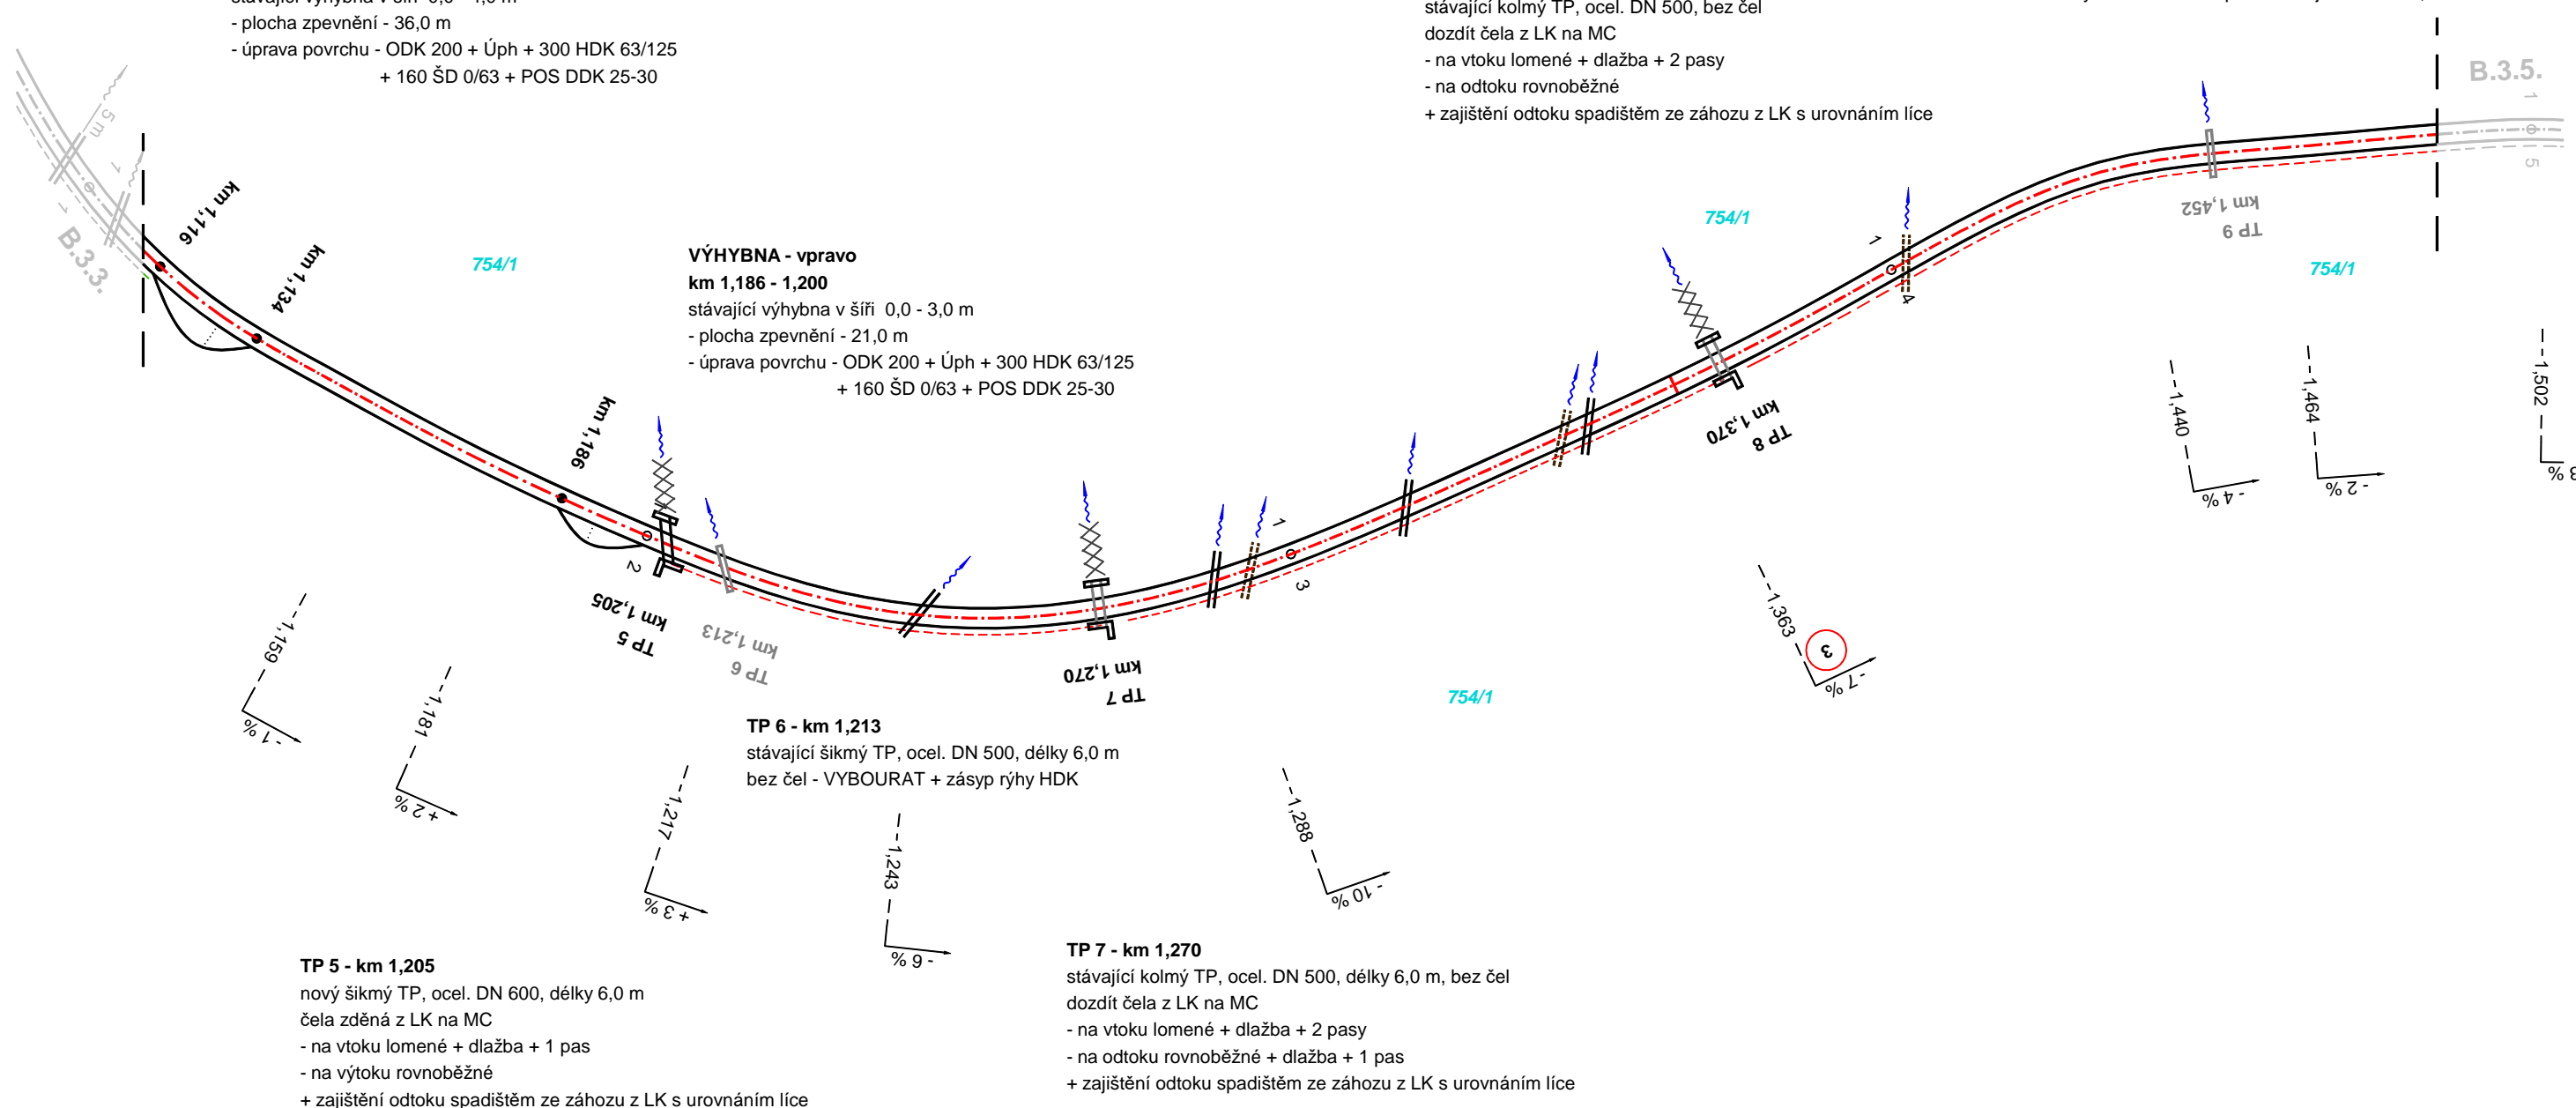 - plocha zpevnění - 36,0 m
- úprava povrchu - ODK 200 + Úph + 300 HDK 63/125
+ 160 ŠD 0/63 + POS DDK 25-30
stávající kolmý TP, ocel. DN 500, bez čel
dozdít čela z LK na MC
- na vtoku lomené + dlažba + 2 pasy
- na odtoku rovnoběžné
+ zajištění odtoku spadištěm ze záhozu z LK s urovnáním líce
B.3.5.
1
5
5 m
1
1
B.3.3.
km 1,116
km 1,134
754/1
VÝHYBNA - vpravo
km 1,186 - 1,200
stávající výhybna v šíři 0,0 - 3,0 m
- plocha zpevnění - 21,0 m
- úprava povrchu - ODK 200 + Úph + 300 HDK 63/125
+ 160 ŠD 0/63 + POS DDK 25-30
754/1
754/1
km 1,452
TP 9
1
4
km 1,370
TP 8
km 1,186
2
km 1,205
TP 5
km 1,213
TP 6
1
3
km 1,270
TP 7
754/1
1,440
- 4 %
1,464
- 2 %
1,502
1,363
3
- 7 %
1,159
- 1 %
1,181
+ 2 %
1,217
+ 3 %
1,243
- 6 %
1,288
- 10 %
TP 6 - km 1,213
stávající šikmý TP, ocel. DN 500, délky 6,0 m
bez čel - VYBOURAT + zásyp rýhy HDK
TP 5 - km 1,205
nový šikmý TP, ocel. DN 600, délky 6,0 m
čela zděná z LK na MC
- na vtoku lomené + dlažba + 1 pas
- na výtoku rovnoběžné
+ zajištění odtoku spadištěm ze záhozu z LK s urovnáním líce
TP 7 - km 1,270
stávající kolmý TP, ocel. DN 500, délky 6,0 m, bez čel
dozdít čela z LK na MC
- na vtoku lomené + dlažba + 2 pasy
- na odtoku rovnoběžné + dlažba + 1 pas
+ zajištění odtoku spadištěm ze záhozu z LK s urovnáním líce